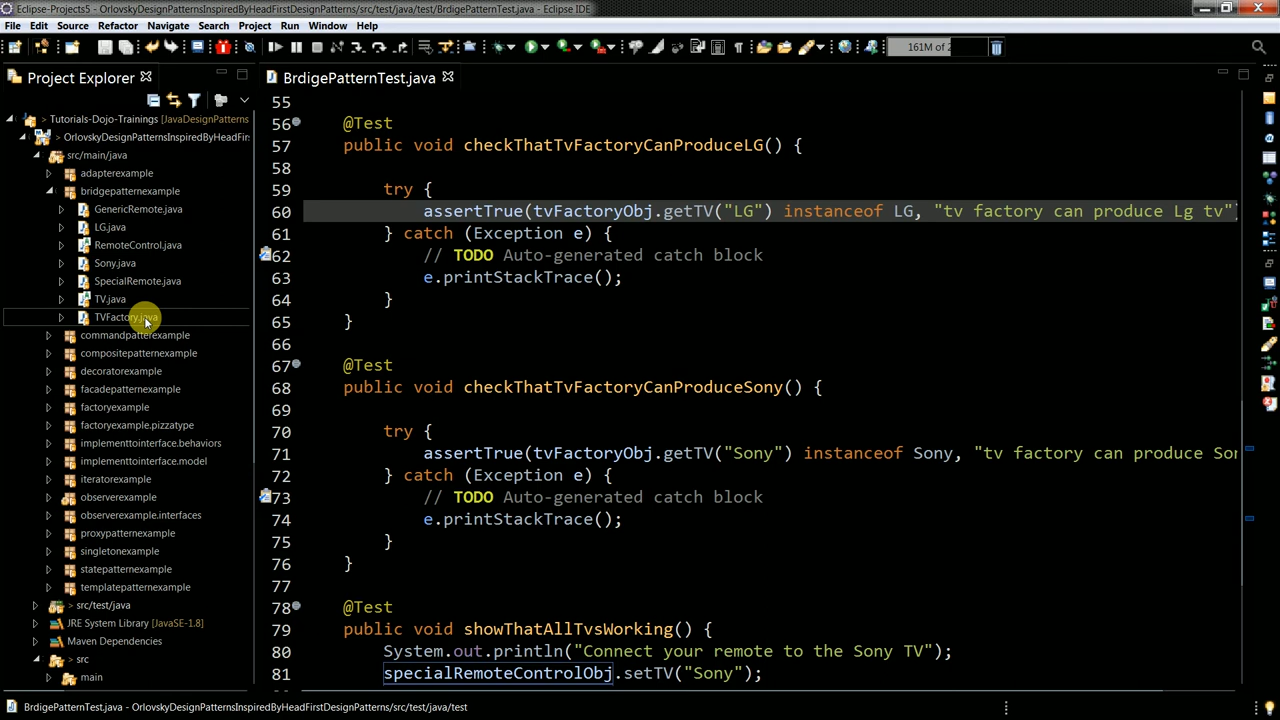 Eclipse-Projects5 - OrlovskyDesignPatternsInspiredByHeadFirstDesignPatterns/src/test/java/test/BrdigePatternTest.java - Eclipse IDE
File Edit Source Refactor Navigate Search Project Run Window Help
161M of 2
Project Explorer
BrdigePatternTest.java
> Tutorials-Dojo-Trainings [JavaDesignPatterns
> OrlovskyDesignPatternsInspiredByHeadFir
src/main/java
adapterexample
bridgepatternexample
GenericRemote.java
LG.java
RemoteControl.java
Sony.java
SpecialRemote.java
TV.java
TVFactory.java
commandpatterexample
compositepatternexample
decoratorexample
facadepatternexample
factoryexample
factoryexample.pizzatype
implementtointerface.behaviors
implementtointerface.model
iteratorexample
observerexample
observerexample.interfaces
proxypatternexample
singletonexample
statepatternexample
templatepatternexample
> src/test/java
JRE System Library [JavaSE-1.8]
Maven Dependencies
> src
main
55
56 @Test
57 public void checkThatTvFactoryCanProduceLG() {
58
59 try {
60 assertTrue(tvFactoryObj.getTV("LG") instanceof LG, "tv factory can produce Lg tv")
61 } catch (Exception e) {
62 // TODO Auto-generated catch block
63 e.printStackTrace();
64 }
65 }
66
67 @Test
68 public void checkThatTvFactoryCanProduceSony() {
69
70 try {
71 assertTrue(tvFactoryObj.getTV("Sony") instanceof Sony, "tv factory can produce Son
72 } catch (Exception e) {
73 // TODO Auto-generated catch block
74 e.printStackTrace();
75 }
76 }
77
78 @Test
79 public void showThatAllTvsWorking() {
80 System.out.println("Connect your remote to the Sony TV");
81 specialRemoteControlObj.setTV("Sony");
BrdigePatternTest.java - OrlovskyDesignPatternsInspiredByHeadFirstDesignPatterns/src/test/java/test